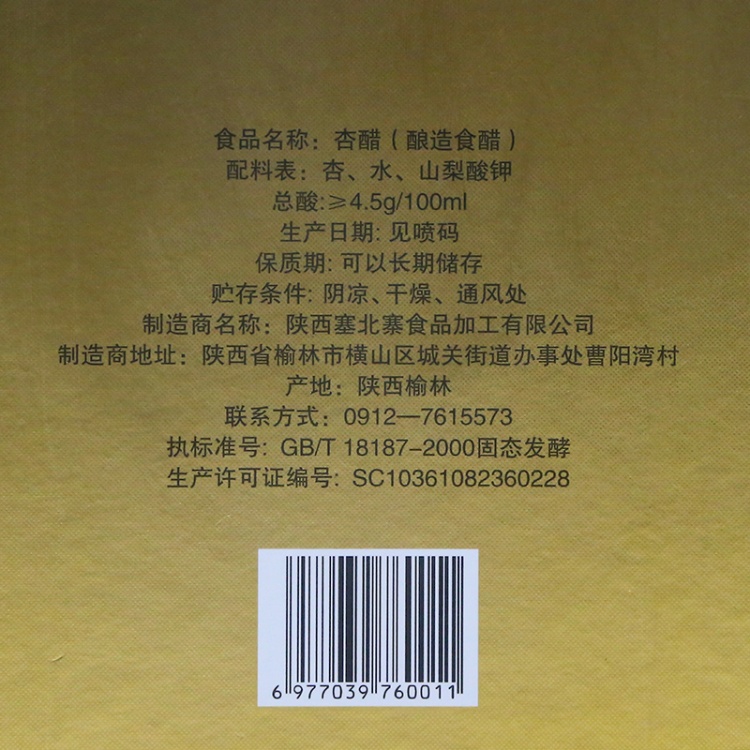 食品名称：杏醋（酿造食醋）
配料表：杏、水、山梨酸钾
总酸:≥4.5g/100ml
生产日期: 见喷码
保质期: 可以长期储存
贮存条件: 阴凉、干燥、通风处
制造商名称：陕西塞北寨食品加工有限公司
制造商地址：陕西省榆林市横山区城关街道办事处曹阳湾村
产地：陕西榆林
联系方式：0912—7615573
执标准号: GB/T 18187-2000固态发酵
生产许可证编号: SC10361082360228
6 977039 760011